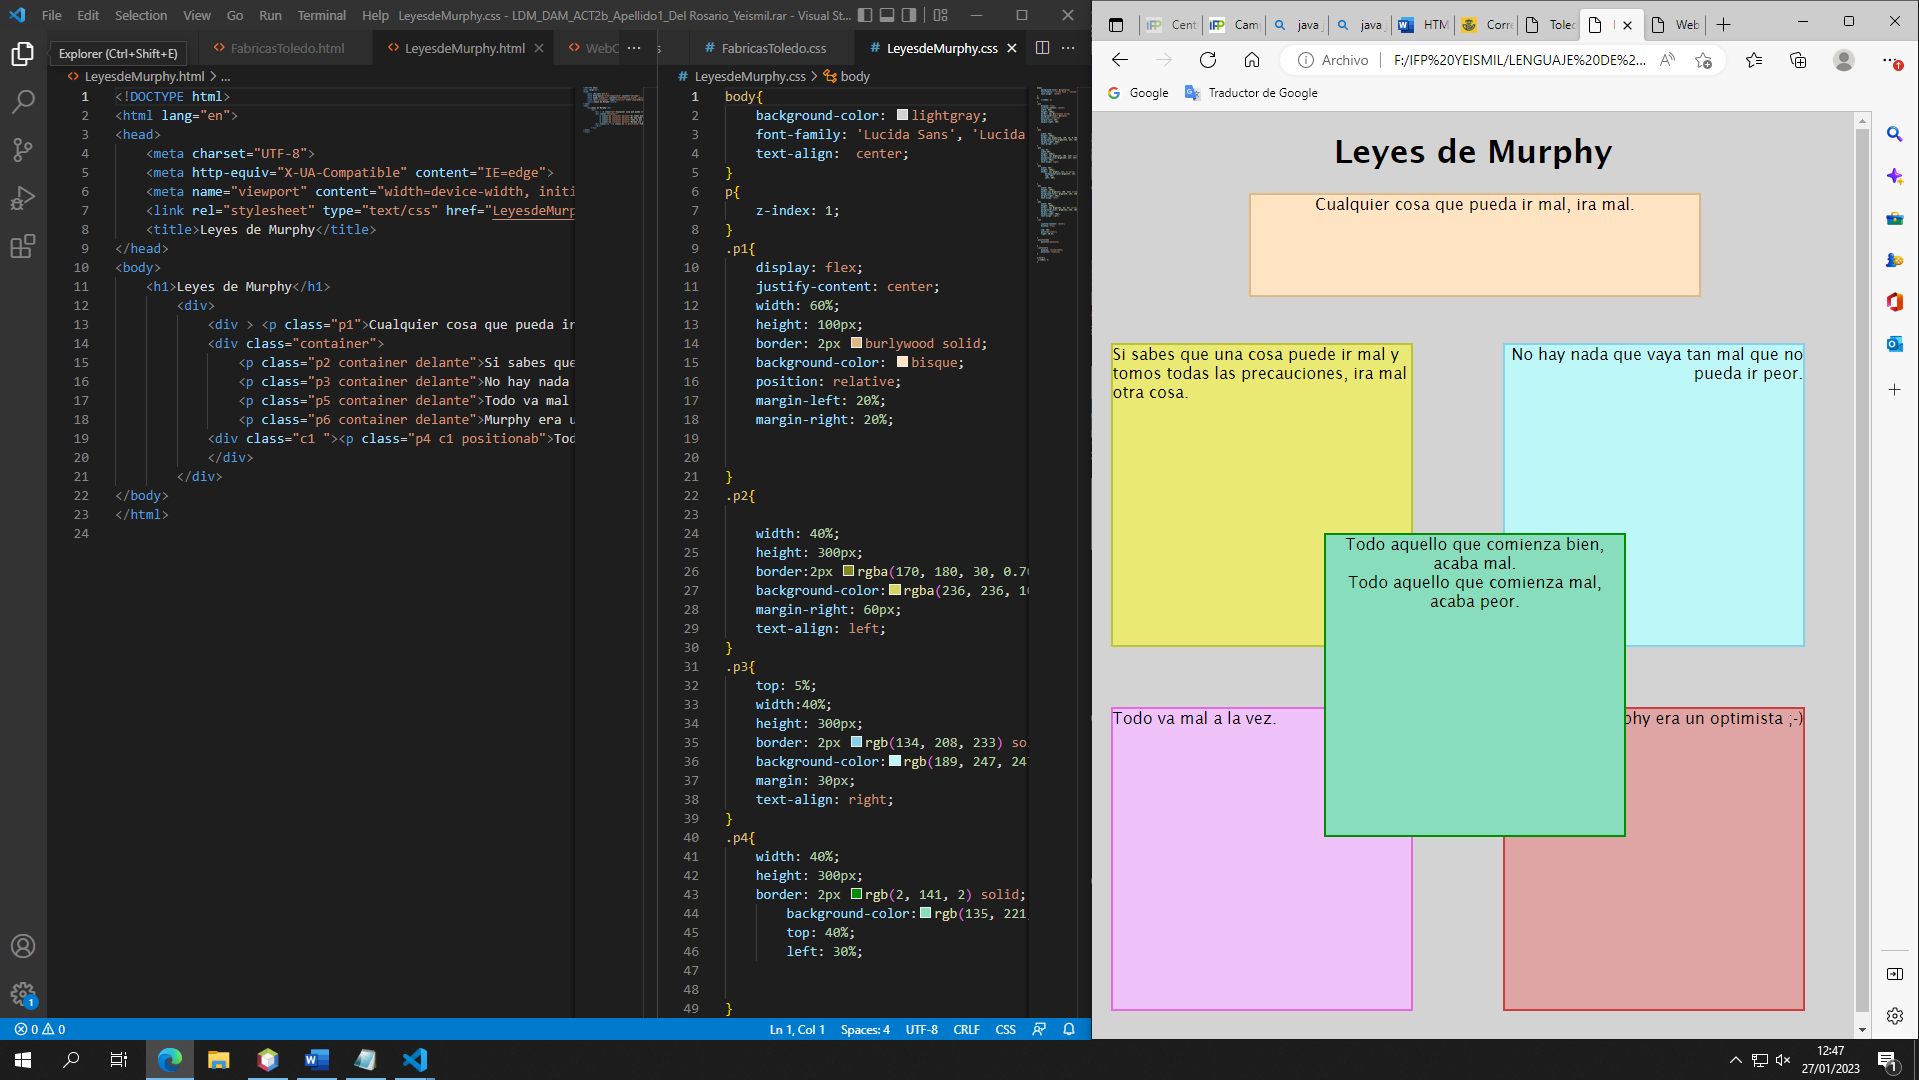 File Edit Selection View Go Run Terminal Help LeyesdeMurphy.css - LDM_DAM_ACT2b_Apellido1_Del Rosario_Yeismil.rar - Visual St...
Explorer (Ctrl+Shift+E)
FabricasToledo.html
LeyesdeMurphy.html
WebC
LeyesdeMurphy.html > ...
1 <!DOCTYPE html>
2 <html lang="en">
3 <head>
4 <meta charset="UTF-8">
5 <meta http-equiv="X-UA-Compatible" content="IE=edge">
6 <meta name="viewport" content="width=device-width, initi
7 <link rel="stylesheet" type="text/css" href="LeyesdeMurp
8 <title>Leyes de Murphy</title>
9 </head>
10 <body>
11 <h1>Leyes de Murphy</h1>
12 <div>
13 <div > <p class="p1">Cualquier cosa que pueda ir
14 <div class="container">
15 <p class="p2 container delante">Si sabes que
16 <p class="p3 container delante">No hay nada
17 <p class="p5 container delante">Todo va mal
18 <p class="p6 container delante">Murphy era u
19 <div class="c1 "><p class="p4 c1 positionab">Tod
20 </div>
21 </div>
22 </body>
23 </html>
24
s
FabricasToledo.css
LeyesdeMurphy.css
LeyesdeMurphy.css > body
1 body{
2 background-color: lightgray;
3 font-family: 'Lucida Sans', 'Lucida
4 text-align:  center;
5 }
6 p{
7 z-index: 1;
8 }
9 .p1{
10 display: flex;
11 justify-content: center;
12 width: 60%;
13 height: 100px;
14 border: 2px burlywood solid;
15 background-color: bisque;
16 position: relative;
17 margin-left: 20%;
18 margin-right: 20%;
19
20
21 }
22 .p2{
23
24 width: 40%;
25 height: 300px;
26 border:2px rgba(170, 180, 30, 0.70
27 background-color: rgba(236, 236, 10
28 margin-right: 60px;
29 text-align: left;
30 }
31 .p3{
32 top: 5%;
33 width:40%;
34 height: 300px;
35 border: 2px rgb(134, 208, 233) so
36 background-color: rgb(189, 247, 247
37 margin: 30px;
38 text-align: right;
39 }
40 .p4{
41 width: 40%;
42 height: 300px;
43 border: 2px rgb(2, 141, 2) solid;
44 background-color: rgb(135, 221,
45 top: 40%;
46 left: 30%;
47
48
49 }
0 0
Ln 1, Col 1 Spaces: 4 UTF-8 CRLF CSS
1
Cent Cam java java HTM Corre Toled Web
Archivo F:/IFP%20YEISMIL/LENGUAJE%20DE%2...
Google Traductor de Google
Leyes de Murphy
Cualquier cosa que pueda ir mal, ira mal.
Si sabes que una cosa puede ir mal y
tomos todas las precauciones, ira mal
otra cosa.
No hay nada que vaya tan mal que no
pueda ir peor.
Todo aquello que comienza bien,
acaba mal.
Todo aquello que comienza mal,
acaba peor.
Todo va mal a la vez.
phy era un optimista ;-)
12:47
27/01/2023
1